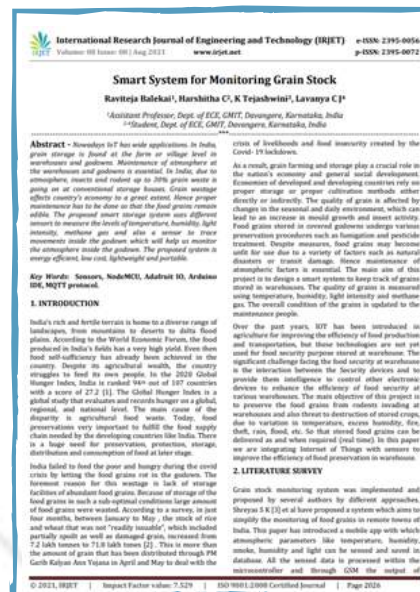 International Research Journal of Engineering and Technology (IRJET)
e-ISSN: 2395-0056
Volume: 08 Issue: 08 | Aug 2021
www.irjet.net
p-ISSN: 2395-0072
IRJET
Smart System for Monitoring Grain Stock
Raviteja Balekai¹, Harshitha C², K Tejashwini³, Lavanya C J⁴
¹Assistant Professor, Dept. of ECE, GMIT, Davangere, Karnataka, India
²⁻⁴Student, Dept. of ECE, GMIT, Davangere, Karnataka, India
Abstract - Nowadays IoT has wide applications. In India,
grain storage is found at the farm or village level in
warehouses and godowns. Maintenance of atmosphere at
the warehouses and godowns is essential. In India, due to
atmosphere, insects and rodent up to 20% grain waste is
going on at conventional storage houses. Grain wastage
effects country's economy to a great extent. Hence proper
maintenance has to be done so that the food grains remain
edible. The proposed smart storage system uses different
sensors to measure the levels of temperature, humidity, light
intensity, methane gas and also a sensor to trace
movements inside the godown which will help us monitor
the atmosphere inside the godown. The proposed system is
energy efficient, low cost, lightweight and portable.
Key Words: Sensors, NodeMCU, Adafruit IO, Arduino
IDE, MQTT protocol.
1. INTRODUCTION
India's rich and fertile terrain is home to a diverse range of
landscapes, from mountains to deserts to delta flood
plains. According to the World Economic Forum, the food
produced in India's fields has a very high yield. Even then
food self-sufficiency has already been achieved in the
country. Despite its agricultural wealth, the country
struggles to feed its own people. In the 2020 Global
Hunger Index, India is ranked 94th out of 107 countries
with a score of 27.2 [1]. The Global Hunger Index is a
global study that evaluates and records hunger on a global,
regional, and national level. The main cause of the
disparity is agricultural food waste. Today, food
preservations very important to fulfil the food supply
chain needed by the developing countries like India. There
is a huge need for preservation, protection, storage,
distribution and consumption of food at later stage.
India failed to feed the poor and hungry during the covid
crisis by letting the food grains rot in the godown. The
foremost reason for this wastage is lack of storage
facilities of abundant food grains. Because of storage of the
food grains in such a sub-optimal conditions large amount
of food grains were wasted. According to a survey, in just
four months, between January to May , the stock of rice
and wheat that was not "readily issuable", which included
partially spoilt as well as damaged grain, increased from
7.2 lakh tonnes to 71.8 lakh tones [2] . This is more than
the amount of grain that has been distributed through PM
Garib Kalyan Ann Yojana in April and May to deal with the
crisis of livelihoods and food insecurity created by the
Covid- 19 lockdown.
As a result, grain farming and storage play a crucial role in
the nation's economy and general social development.
Economies of developed and developing countries rely on
proper storage or proper cultivation methods either
directly or indirectly. The quality of grain is affected by
changes in the seasonal and daily environment, which can
lead to an increase in mould growth and insect activity.
Food grains stored in covered godowns undergo various
preservation procedures such as fumigation and pesticide
treatment. Despite measures, food grains may become
unfit for use due to a variety of factors such as natural
disasters or transit damage. Hence maintenance of
atmospheric factors is essential. The main aim of this
project is to design a smart system to keep track of grains
stored in warehouses. The quality of grains is measured
using temperature, humidity, light intensity and methane
gas. The overall condition of the grains is updated to the
maintenance people.
Over the past years, IOT has been introduced in
agriculture for improving the efficiency of food production
and transportation, but those technologies are not yet
used for food security purpose stored at warehouse. The
significant challenge facing the food security at warehouse
is the interaction between the Security devices and to
provide them intelligence to control other electronic
devices to enhance the efficiency of food security at
various warehouses. The main objective of this project is
to preserve the food grains from rodents invading at
warehouses and also threat to destruction of stored crops,
due to variation in temperature, excess humidity, fire,
theft, rain, flood, etc. So that stored food grains can be
delivered as and when required (real time). In this paper
we are integrating Internet of Things with sensors to
improve the efficiency of food preservation in warehouse.
2. LITERATURE SURVEY
Grain stock monitoring system was implemented and
proposed by several authors by different approaches.
Shreyas S K [3] et al have proposed a system which aims to
simplify the monitoring of food grains in remote towns of
India. This paper has introduced a mobile app with which
atmospheric parameters like temperature, humidity,
smoke, humidity and light can be sensed and saved in
database. All the sensed data is processed within the
microcontroller and through GSM the output of
© 2021, IRJET | Impact Factor value: 7.529 | ISO 9001:2008 Certified Journal | Page 2026